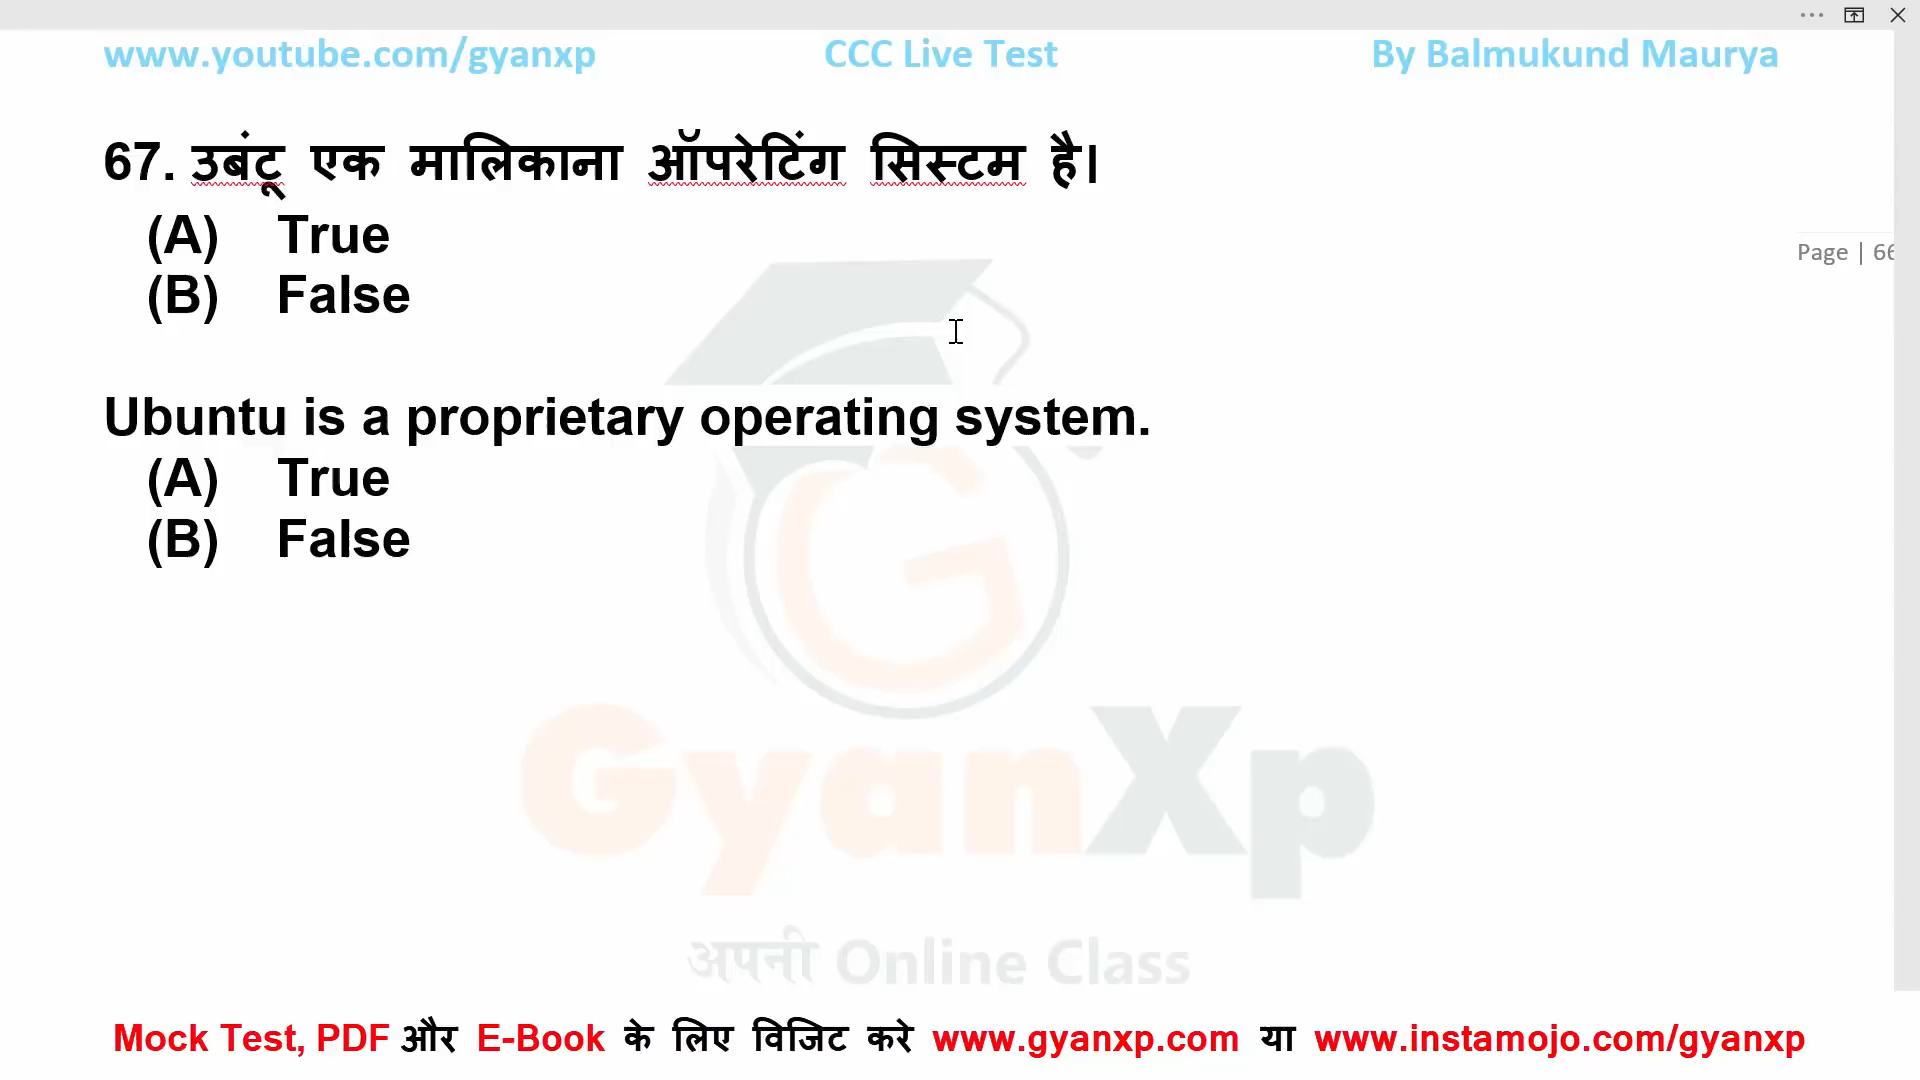 www.youtube.com/gyanxp CCC Live Test By Balmukund Maurya
67. उबंटू एक मालिकाना ऑपरेटिंग सिस्टम है।
(A) True
Page | 66
(B) False
Ubuntu is a proprietary operating system.
(A) True
(B) False
G
GyanXp
अपनी Online Class
Mock Test, PDF और E-Book के लिए विजिट करे www.gyanxp.com या www.instamojo.com/gyanxp